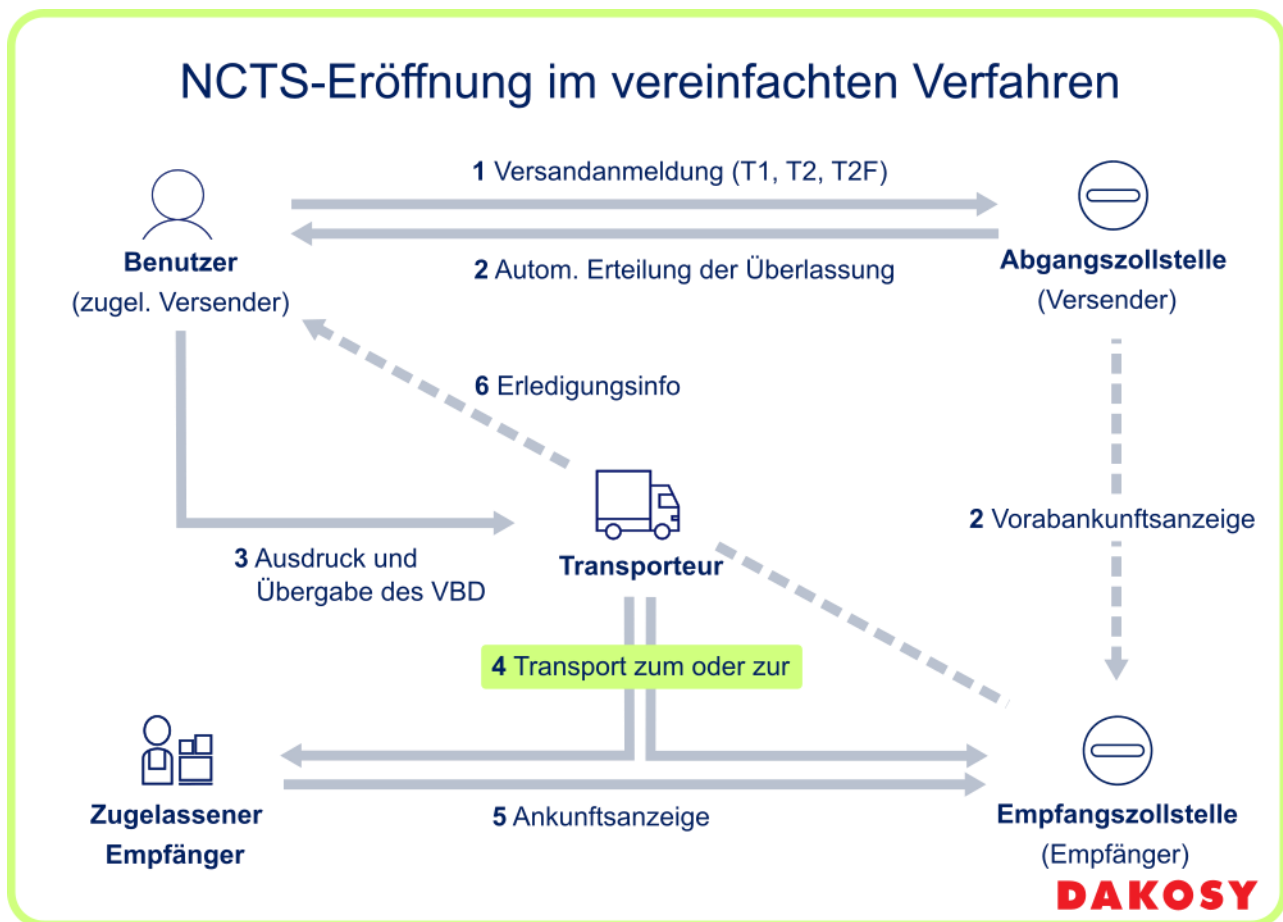 NCTS-Eröffnung im vereinfachten Verfahren
1 Versandanmeldung (T1, T2, T2F)
Benutzer
(zugel. Versender)
2 Autom. Erteilung der Überlassung
Abgangszollstelle
(Versender)
6 Erledigungsinfo
2 Vorabankunftsanzeige
3 Ausdruck und
Übergabe des VBD
Transporteur
4 Transport zum oder zur
Zugelassener
Empfänger
5 Ankunftsanzeige
Empfangszollstelle
(Empfänger)
DAKOSY